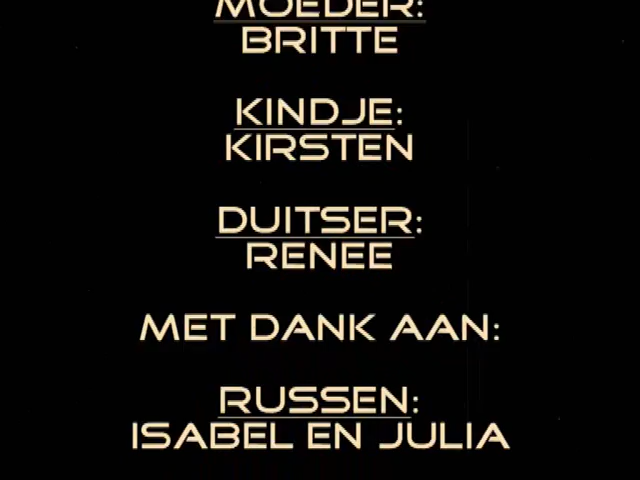 MOEDER:
BRITTE
KINDJE:
KIRSTEN
DUITSER:
RENEE
MET DANK AAN:
RUSSEN:
ISABEL EN JULIA